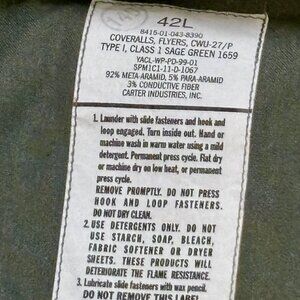 42L
8415-01-043-8390
COVERALLS, FLYERS, CWU-27/P
TYPE I, CLASS 1 SAGE GREEN 1659
YACL-WP-PD-99-01
SPM1C1-11-D-1067
92% META-ARAMID, 5% PARA-ARAMID
3% CONDUCTIVE FIBER
CARTER INDUSTRIES, INC.
1. Launder with slide fasteners and hook and
loop engaged. Turn inside out. Hand or
machine wash in warm water using a mild
detergent. Permanent press cycle. Flat dry
or machine dry on low heat, or permanent
press cycle.
REMOVE PROMPTLY. DO NOT PRESS
HOOK AND LOOP FASTENERS.
DO NOT DRY CLEAN.
2. USE DETERGENTS ONLY. DO NOT
USE STARCH, SOAP, BLEACH,
FABRIC SOFTENER OR DRYER
SHEETS. THESE PRODUCTS WILL
DETERIORATE THE FLAME RESISTANCE.
3. Lubricate slide fasteners with wax pencil.
DO NOT REMOVE THIS LABEL